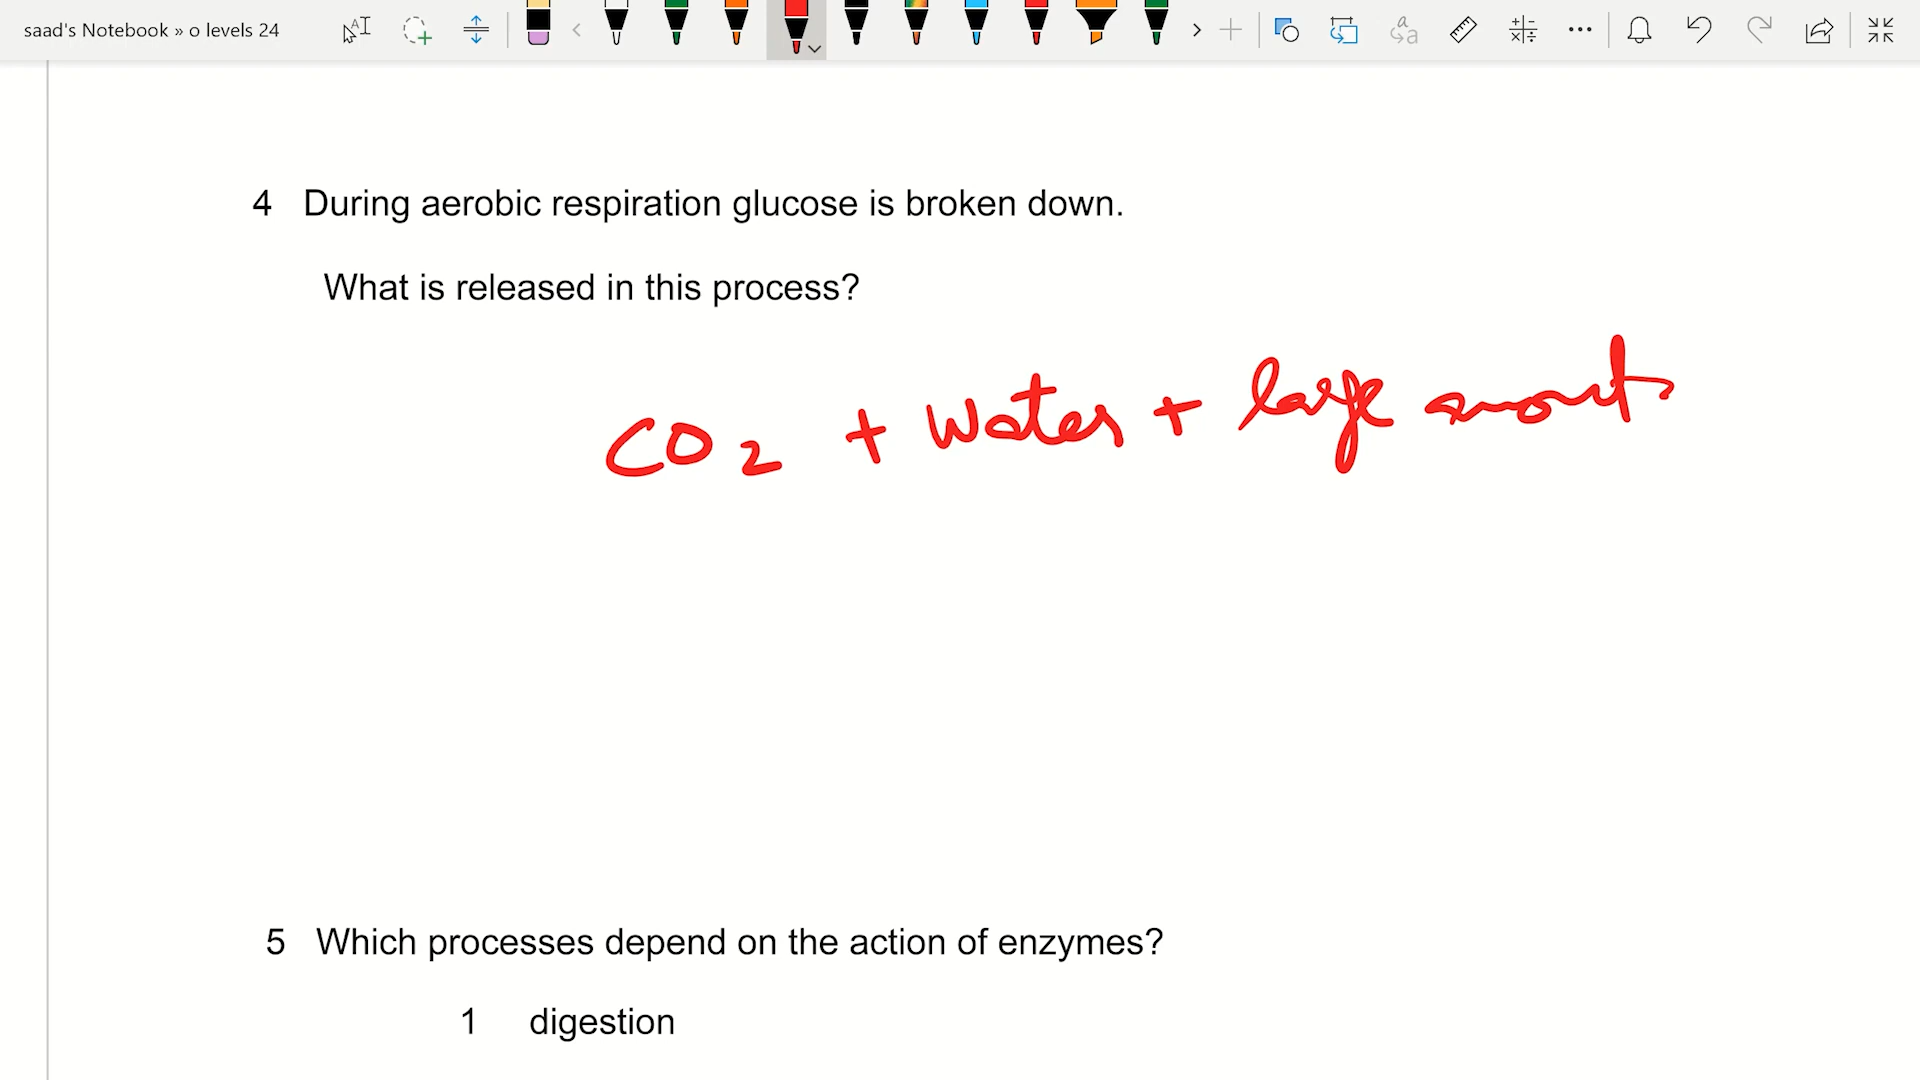 saad's Notebook » o levels 24
4 During aerobic respiration glucose is broken down.
What is released in this process?
CO₂ + Water + large amount
5 Which processes depend on the action of enzymes?
1 digestion